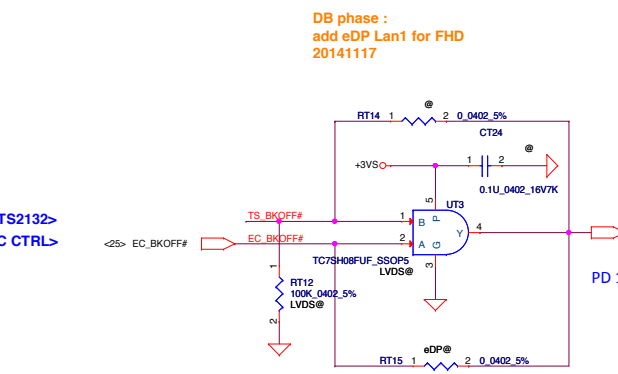 DB phase :
add eDP Lan1 for FHD
20141117
@
RT14 1 2 0_0402_5%
CT24
@
+3VS
1 2
0.1U_0402_16V7K
5
UT3
TS2132>
TS_BKOFF#
1 B P
Y 4
C CTRL>
<25> EC_BKOFF#
EC_BKOFF#
2 A G
TC7SH08FUF_SSOP5
LVDS@
3
1
RT12
100K_0402_5%
LVDS@
2
PD 1
eDP@
RT15 1 2 0_0402_5%